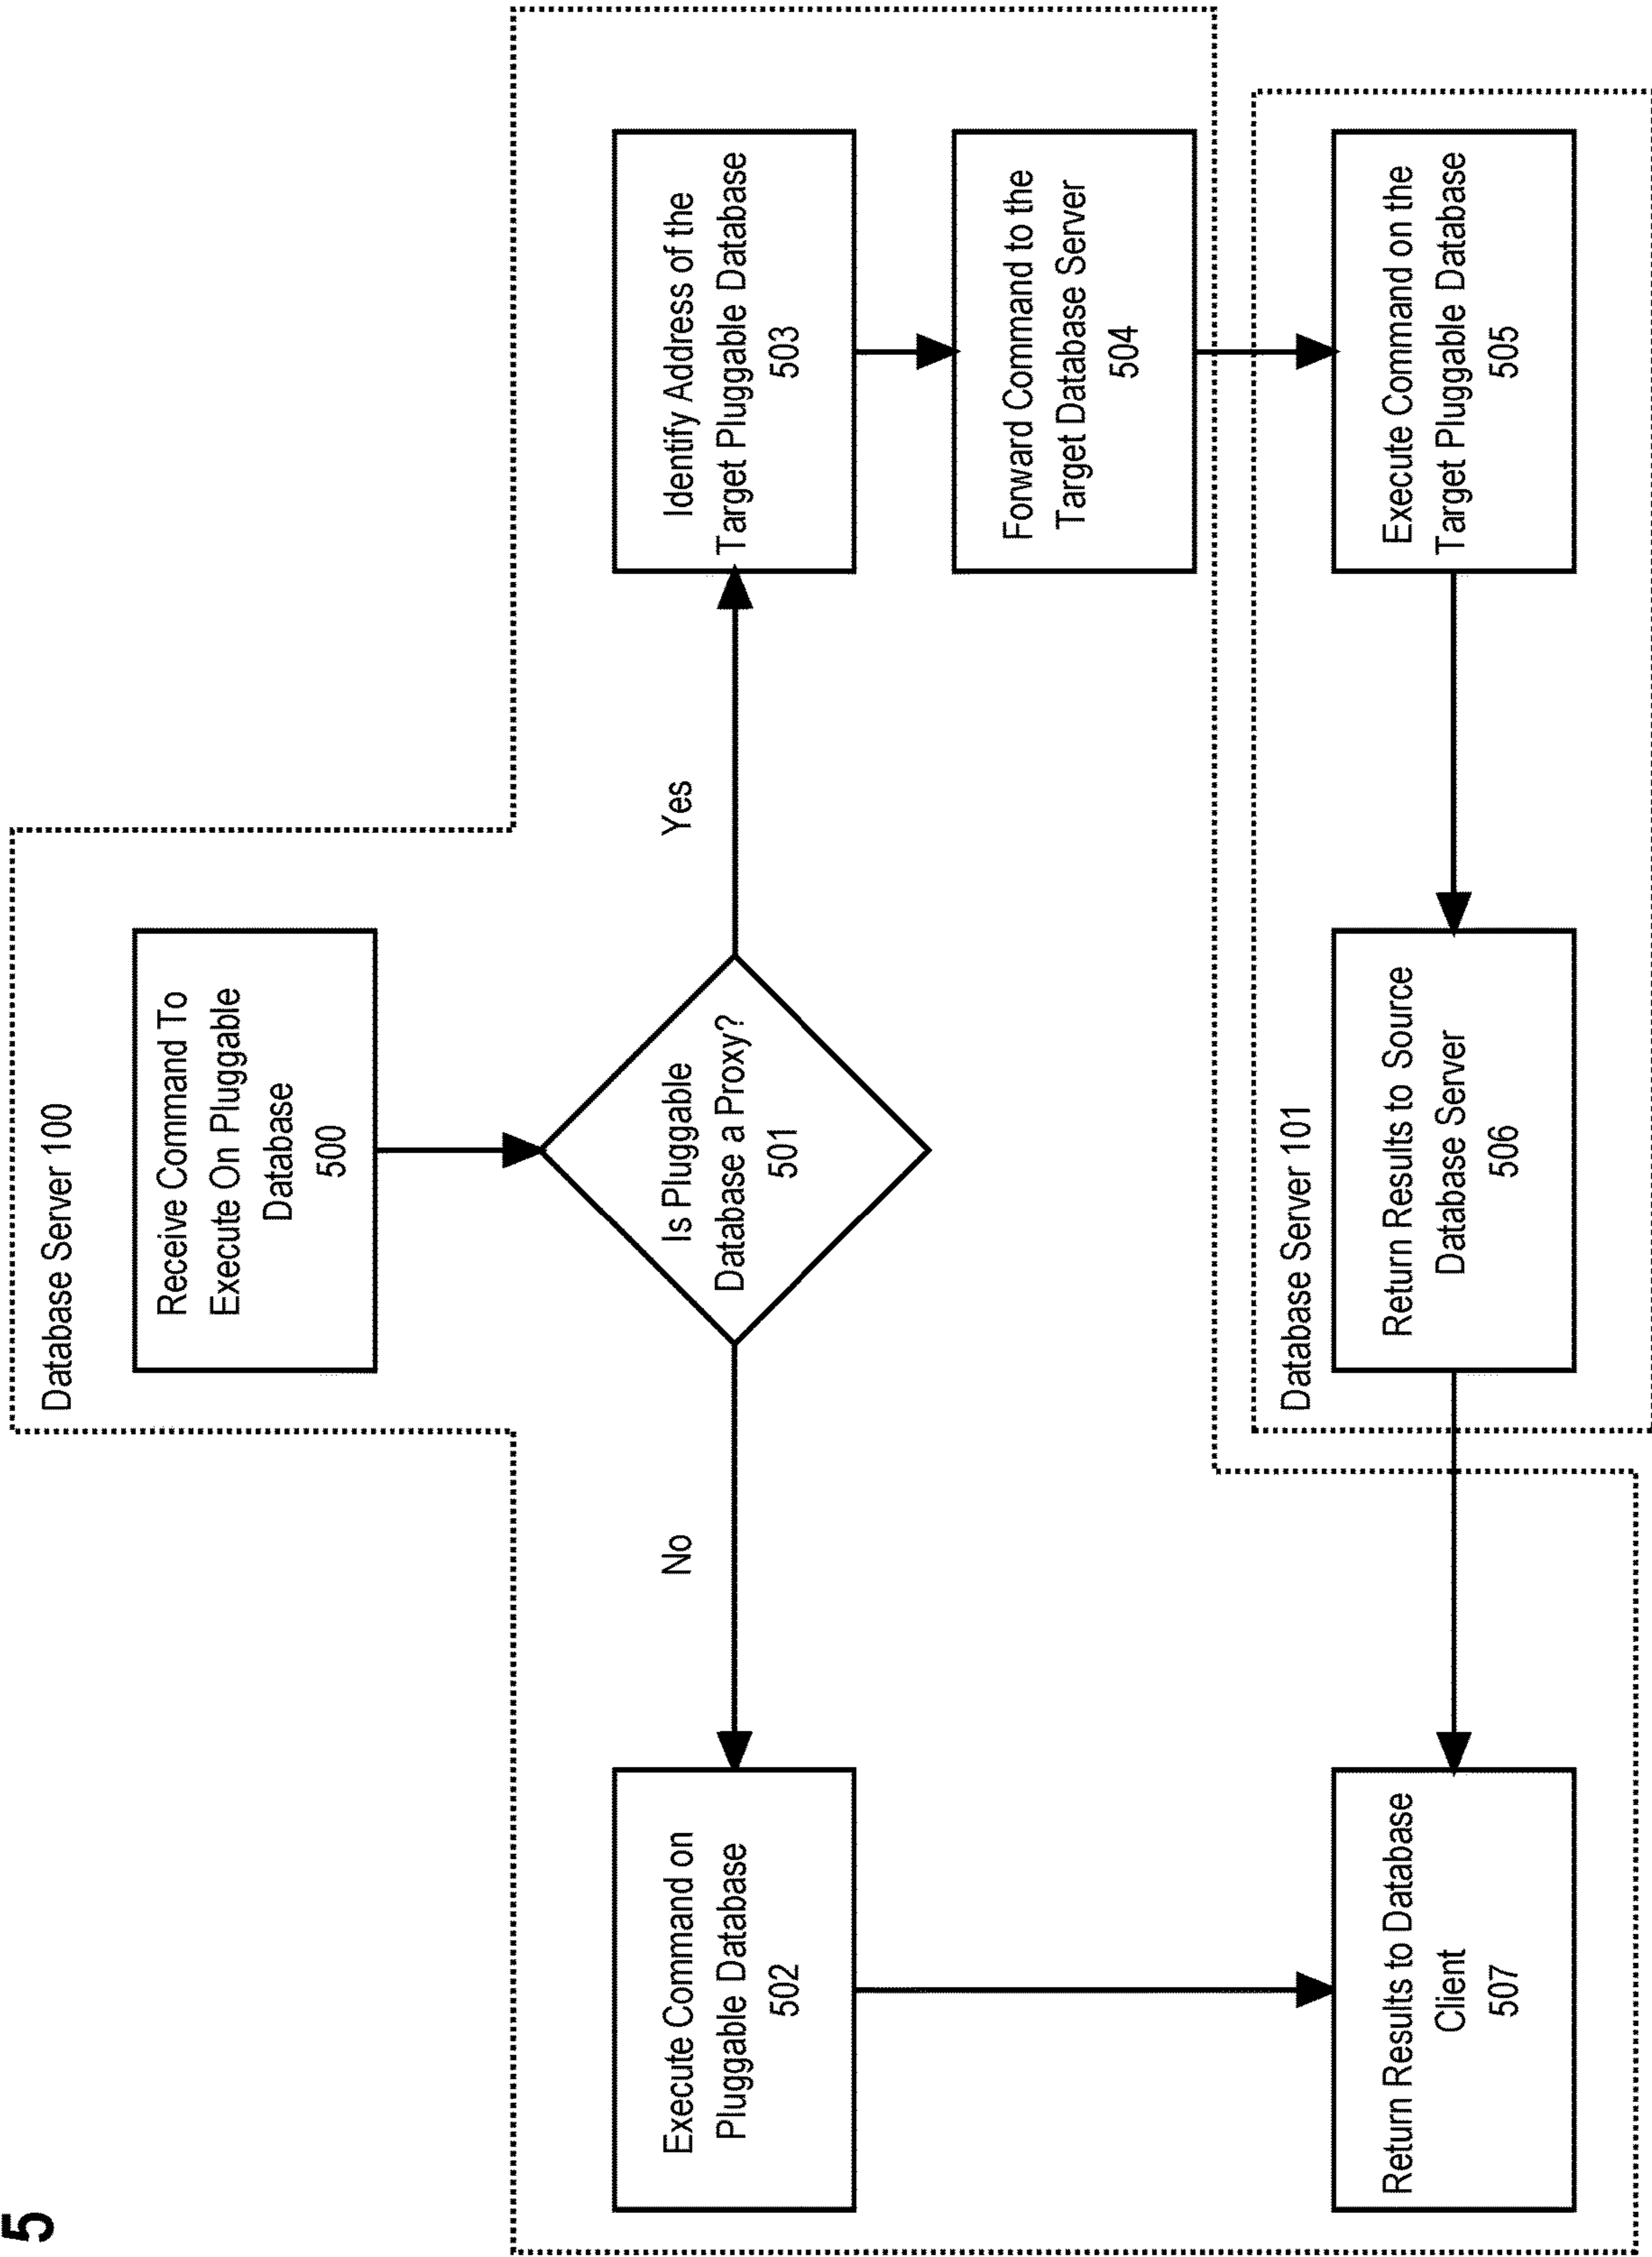 5
Database Server 100
Receive Command To
Execute On Pluggable
Database
500
Is Pluggable
Database a Proxy?
501
No
Yes
Execute Command on
Pluggable Database
502
Identify Address of the
Target Pluggable Database
503
Forward Command to the
Target Database Server
504
Database Server 101
Execute Command on the
Target Pluggable Database
505
Return Results to Source
Database Server
506
Return Results to Database
Client
507